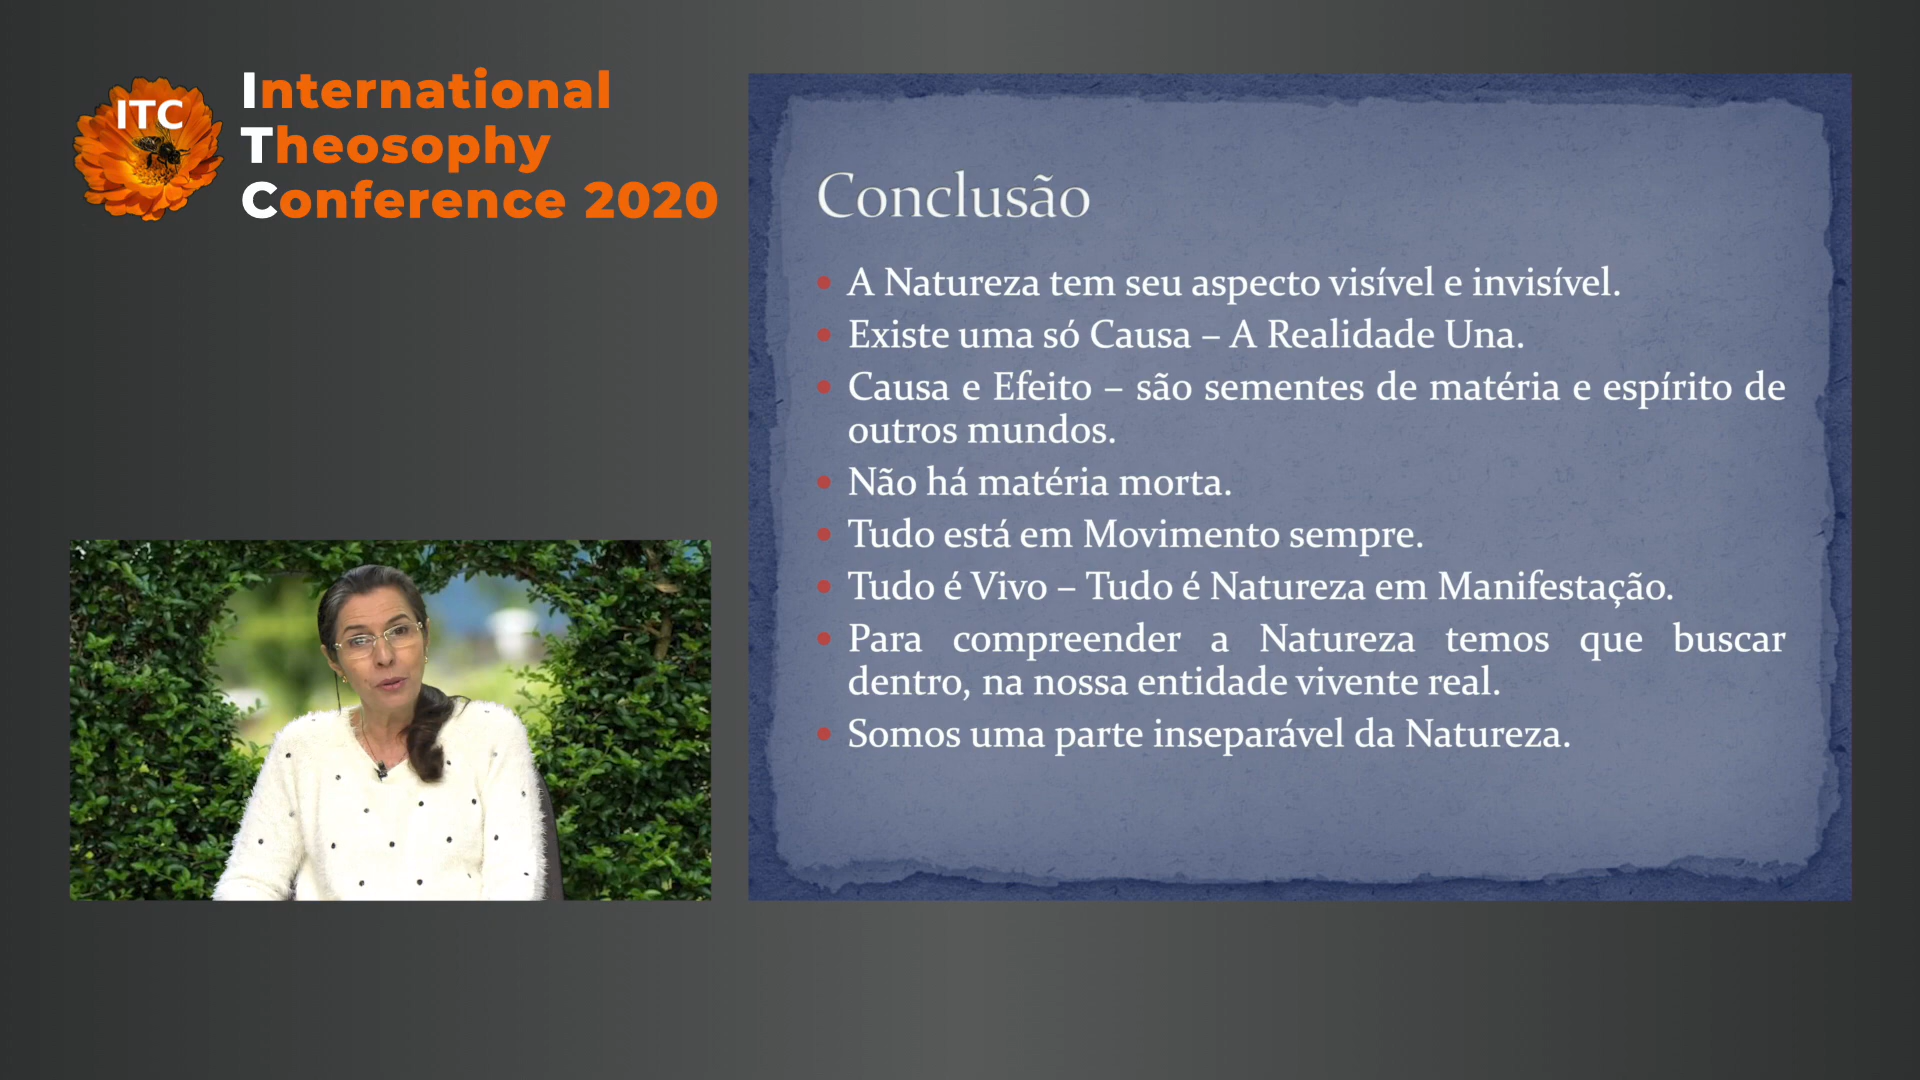 ITC
International
Theosophy
Conference 2020
Conclusão
• A Natureza tem seu aspecto visível e invisível.
• Existe uma só Causa – A Realidade Una.
• Causa e Efeito – são sementes de matéria e espírito de
outros mundos.
• Não há matéria morta.
• Tudo está em Movimento sempre.
• Tudo é Vivo – Tudo é Natureza em Manifestação.
• Para compreender a Natureza temos que buscar
dentro, na nossa entidade vivente real.
• Somos uma parte inseparável da Natureza.